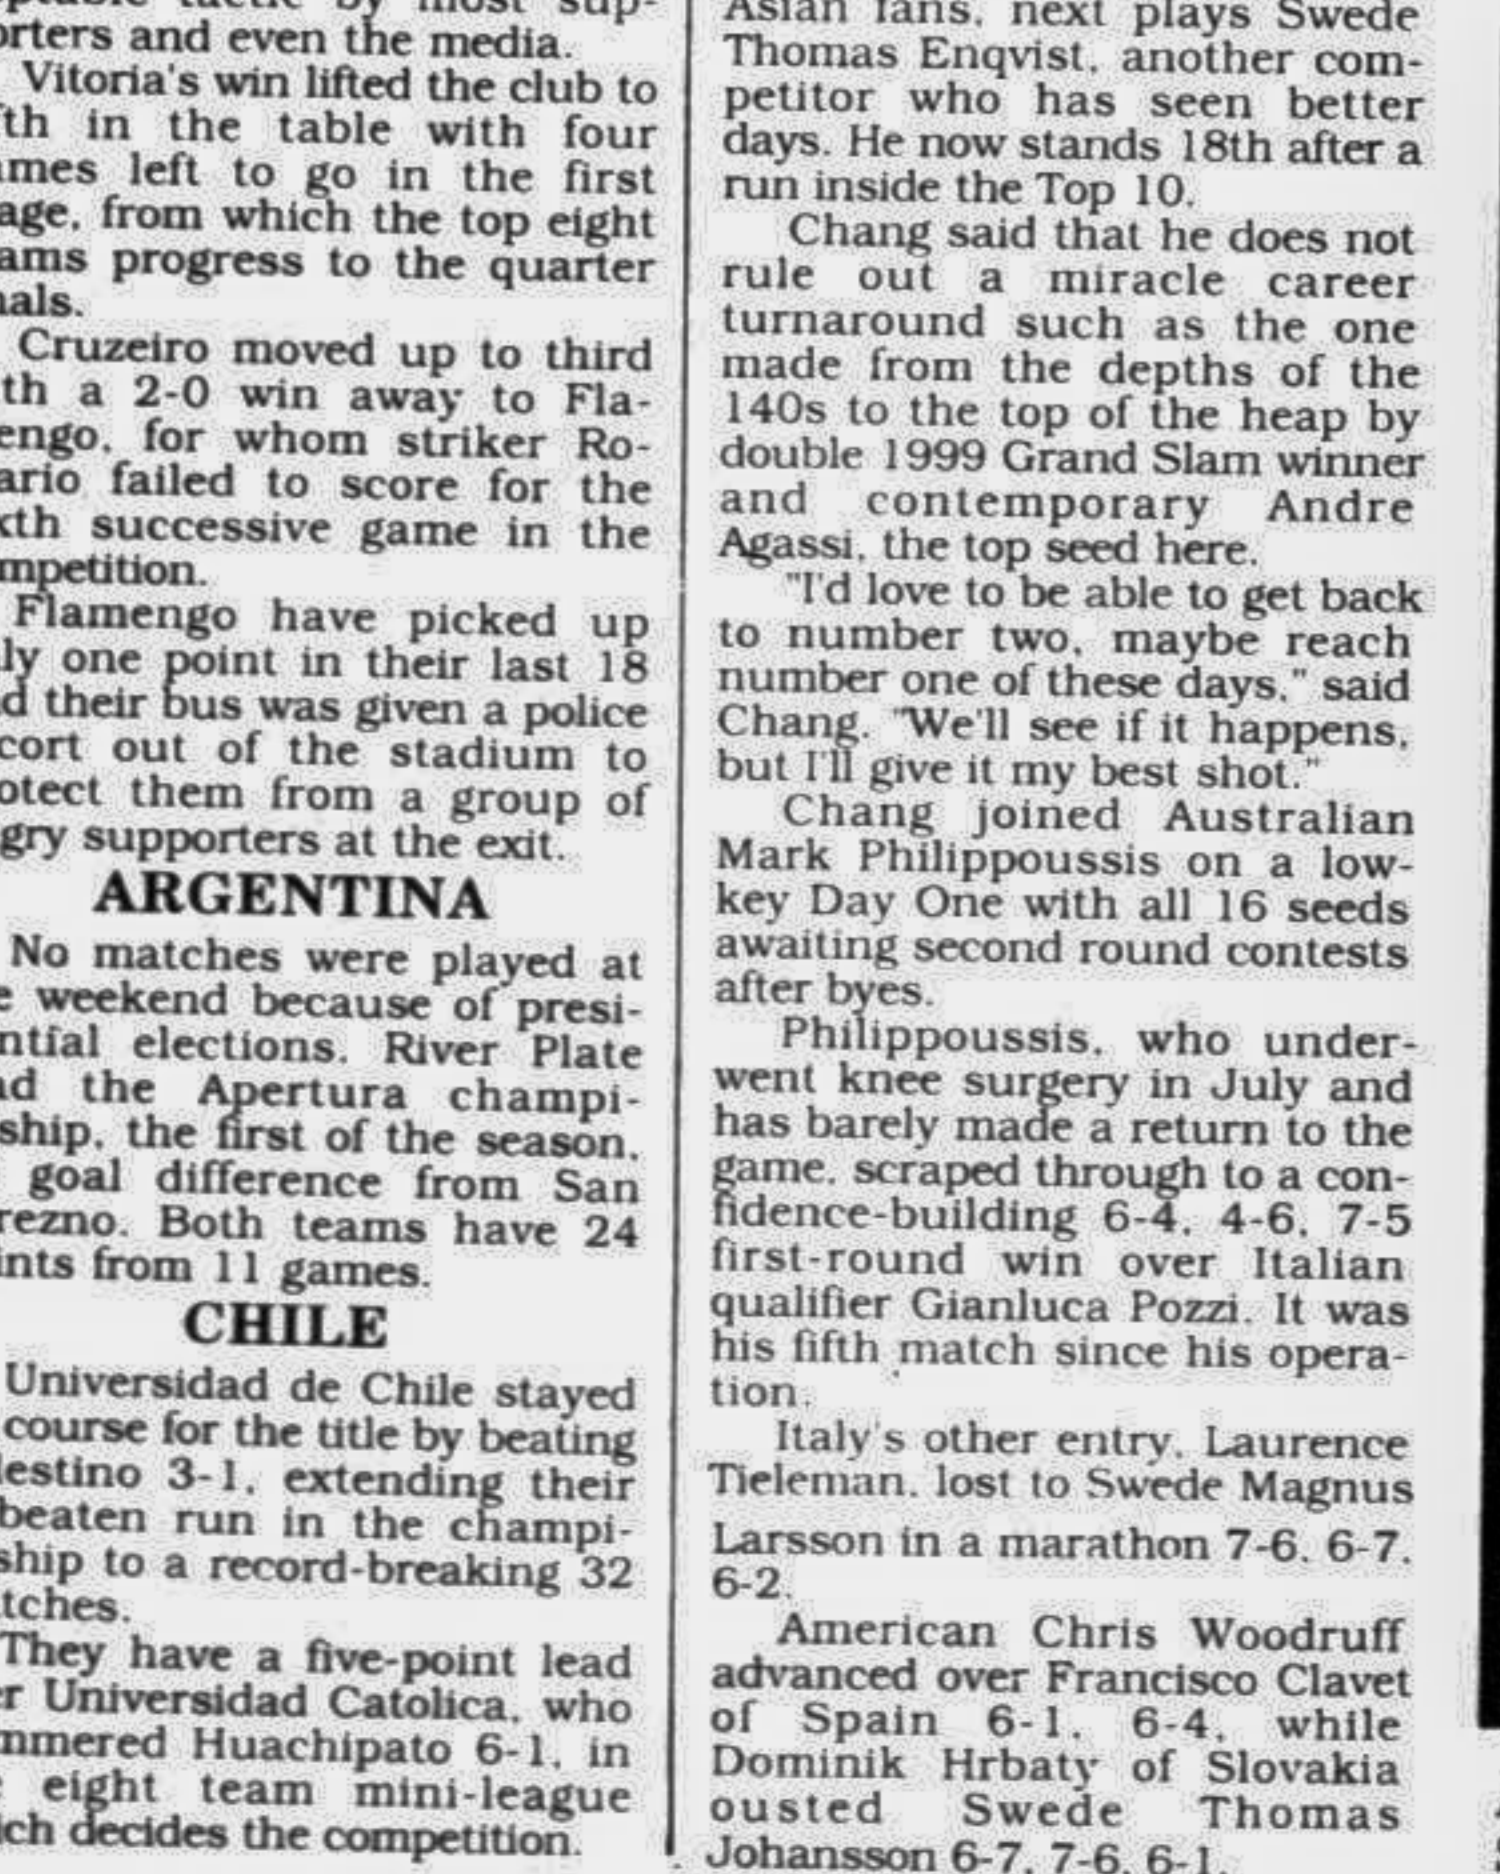 by most sup-
orters and even the media.
Vitoria's win lifted the club to
fth in the table with four
ames left to go in the first
age, from which the top eight
ams progress to the quarter
nals.
Cruzeiro moved up to third
th a 2-0 win away to Fla-
engo, for whom striker Ro-
ario failed to score for the
xth successive game in the
mpetition.
Flamengo have picked up
ly one point in their last 18
d their bus was given a police
cort out of the stadium to
otect them from a group of
gry supporters at the exit.
ARGENTINA
No matches were played at
e weekend because of presi-
ntial elections. River Plate
ad the Apertura champi-
ship, the first of the season,
goal difference from San
rezno. Both teams have 24
ints from 11 games.
CHILE
Universidad de Chile stayed
course for the title by beating
lestino 3-1, extending their
beaten run in the champi-
ship to a record-breaking 32
tches.
They have a five-point lead
er Universidad Catolica, who
mmered Huachipato 6-1, in
eight team mini-league
ich decides the competition.
Asian fans, next plays Swede
Thomas Enqvist, another com-
petitor who has seen better
days. He now stands 18th after a
run inside the Top 10.
Chang said that he does not
rule out a miracle career
turnaround such as the one
made from the depths of the
140s to the top of the heap by
double 1999 Grand Slam winner
and contemporary Andre
Agassi, the top seed here.
"I'd love to be able to get back
to number two, maybe reach
number one of these days," said
Chang. "We'll see if it happens,
but I'll give it my best shot."
Chang joined Australian
Mark Philippoussis on a low-
key Day One with all 16 seeds
awaiting second round contests
after byes.
Philippoussis, who under-
went knee surgery in July and
has barely made a return to the
game, scraped through to a con-
fidence-building 6-4, 4-6, 7-5
first-round win over Italian
qualifier Gianluca Pozzi. It was
his fifth match since his opera-
tion.
Italy's other entry, Laurence
Tieleman, lost to Swede Magnus
Larsson in a marathon 7-6, 6-7,
6-2.
American Chris Woodruff
advanced over Francisco Clavet
of Spain 6-1, 6-4, while
Dominik Hrbaty of Slovakia
ousted Swede Thomas
Johansson 6-7, 7-6, 6-1.